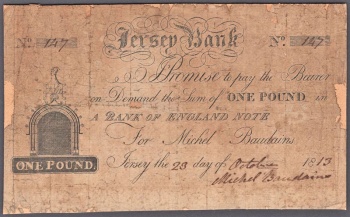 No. 147 Jersey Bank No. 147
I Promise to pay the Bearer
on Demand the Sum of ONE POUND in
A BANK OF ENGLAND NOTE
For Michel Baudains
ONE POUND. Jersey the 23 day of October 1813
Michel Baudains